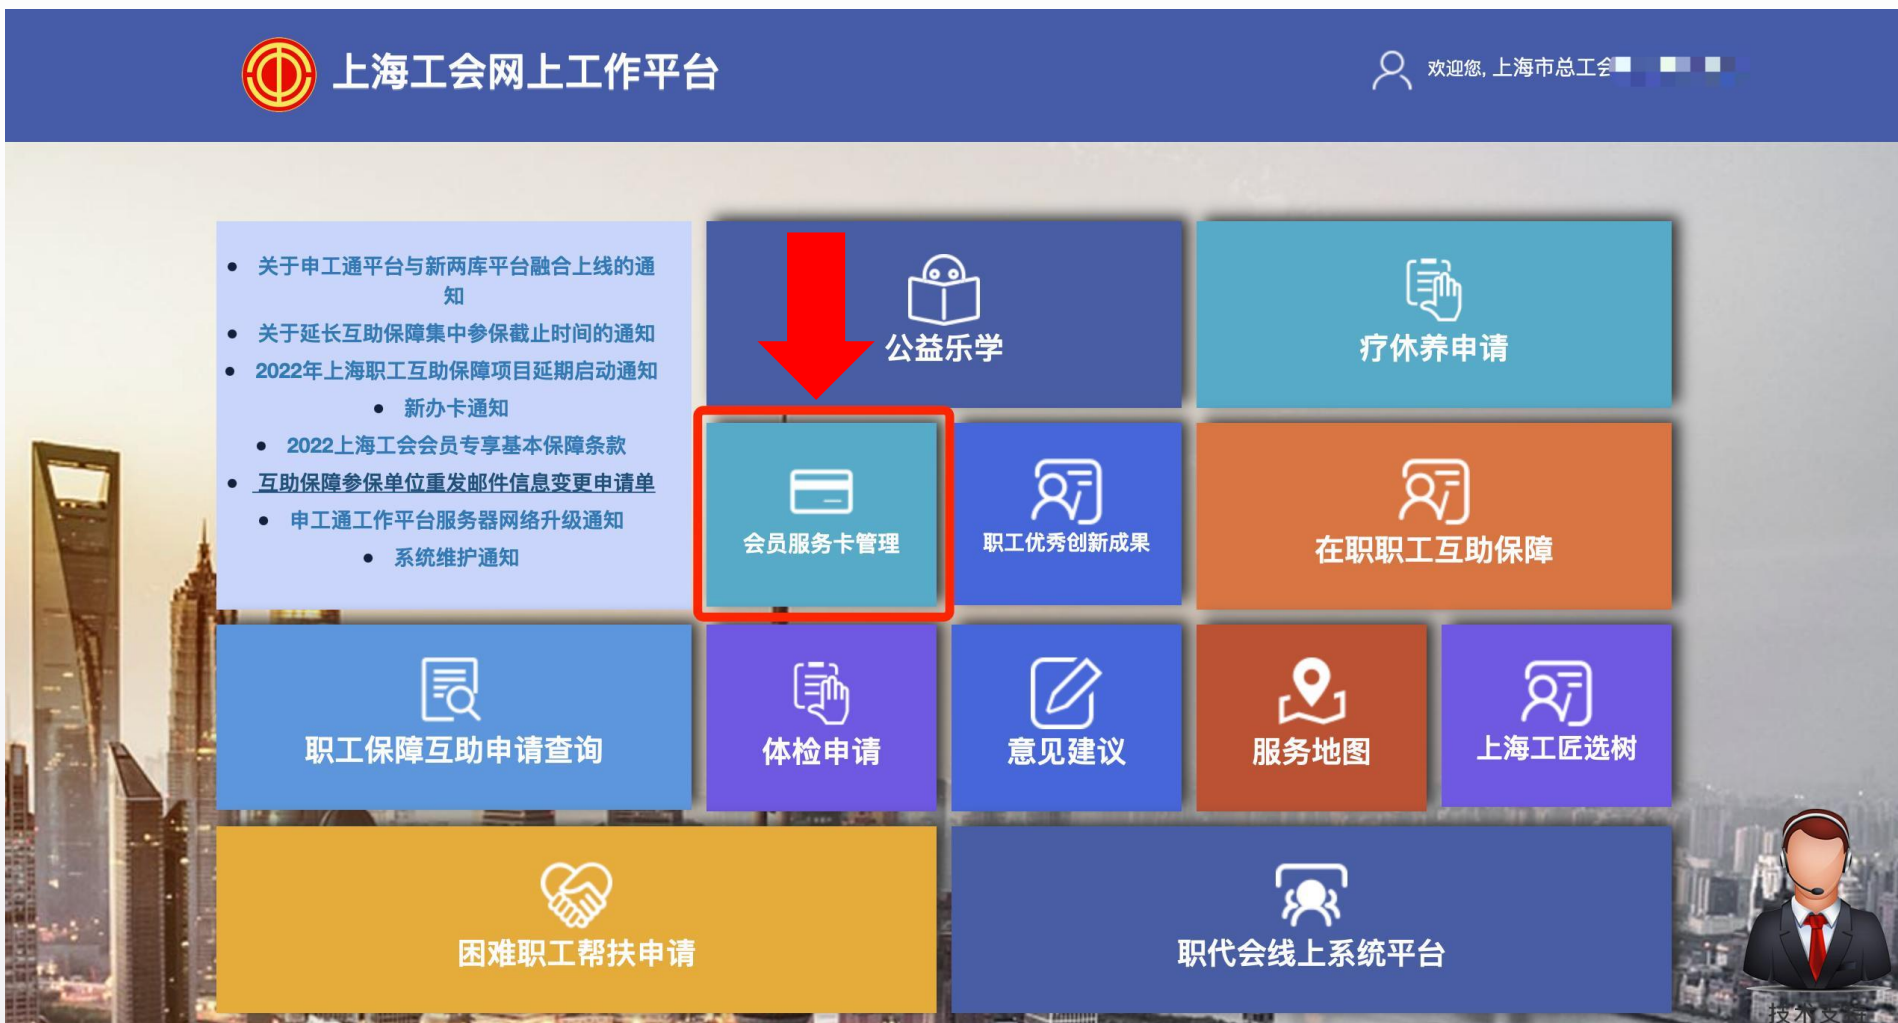 上海工会网上工作平台
欢迎您, 上海市总工会
关于申工通平台与新两库平台融合上线的通
知
关于延长互助保障集中参保截止时间的通知
2022年上海职工互助保障项目延期启动通知
新办卡通知
2022上海工会会员专享基本保障条款
互助保障参保单位重发邮件信息变更申请单
申工通工作平台服务器网络升级通知
系统维护通知
公益乐学
疗休养申请
会员服务卡管理
职工优秀创新成果
在职职工互助保障
职工保障互助申请查询
体检申请
意见建议
服务地图
上海工匠选树
困难职工帮扶申请
职代会线上系统平台
技术支持